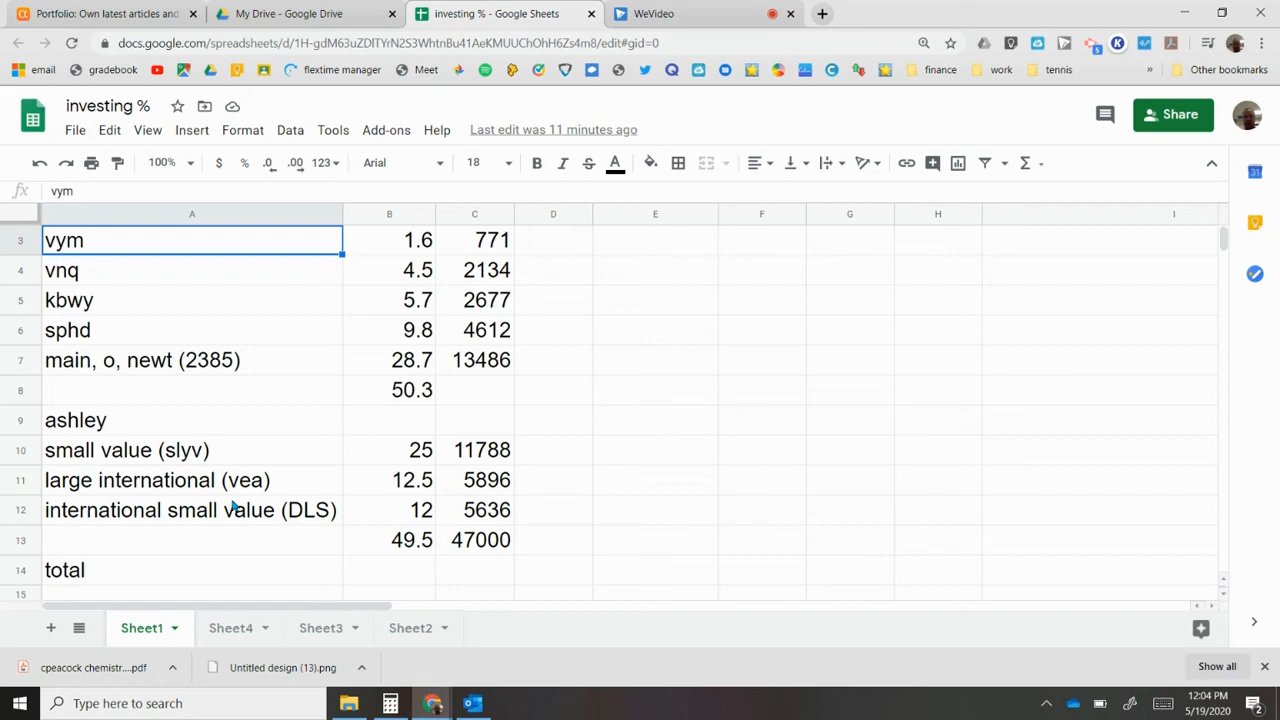 Portfolio: Own latest articles and
My Drive - Google Drive
investing % - Google Sheets
WeVideo
docs.google.com/spreadsheets/d/1H-gdM63uZDlTYrN2S3WhtnBu41AeKMUUChOhH6Zs4m8/edit#gid=0
email
gradebook
flextime manager
Meet
finance
work
tennis
»
Other bookmarks
investing %
Share
File Edit View Insert Format Data Tools Add-ons Help Last edit was 11 minutes ago
100% $ % .0 .00 123 Arial 18 B I S A Σ
fx vym
A B C D E F G H I
3 vym 1.6 771
4 vnq 4.5 2134
5 kbwy 5.7 2677
6 sphd 9.8 4612
7 main, o, newt (2385) 28.7 13486
8 50.3
9 ashley
10 small value (slyv) 25 11788
11 large international (vea) 12.5 5896
12 international small value (DLS) 12 5636
13 49.5 47000
14 total
15
Sheet1 Sheet4 Sheet3 Sheet2
cpeacock chemistr....pdf
Untitled design (13).png
Show all
Type here to search
12:04 PM
5/19/2020
2